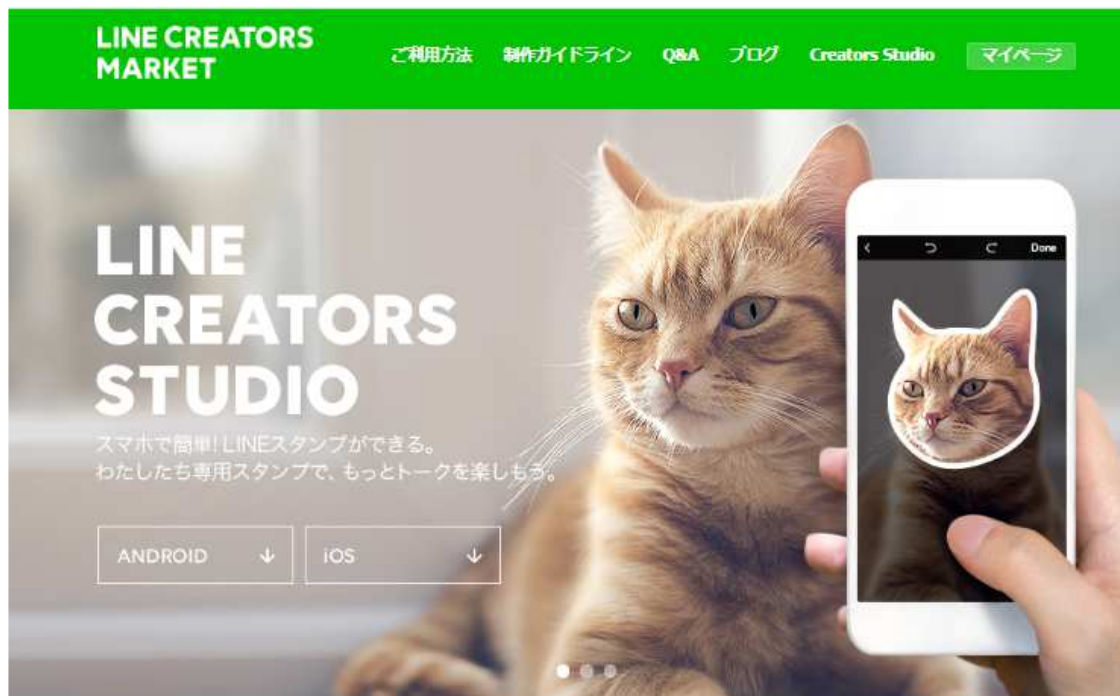 LINE CREATORS
MARKET
ご利用方法 制作ガイドライン Q&A ブログ Creators Studio マイページ
LINE
CREATORS
STUDIO
スマホで簡単!LINEスタンプができる。
わたしたち専用スタンプで、もっとトークを楽しもう。
ANDROID iOS
Done